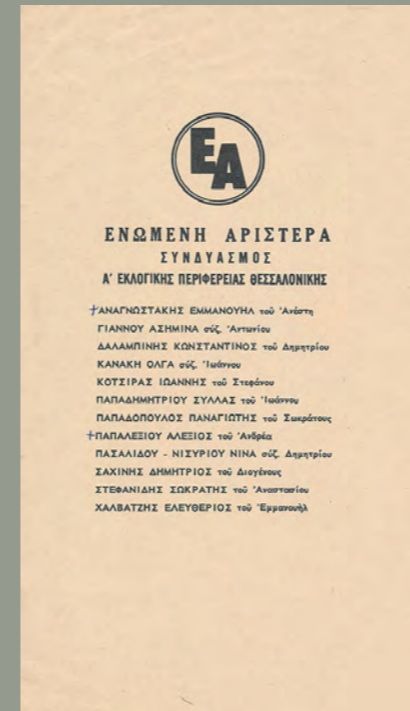 ΕΑ
ΕΝΩΜΕΝΗ ΑΡΙΣΤΕΡΑ
ΣΥΝΔΥΑΣΜΟΣ
Α' ΕΚΛΟΓΙΚΗΣ ΠΕΡΙΦΕΡΕΙΑΣ ΘΕΣΣΑΛΟΝΙΚΗΣ
+ἈΝΑΓΝΩΣΤΑΚΗΣ ΕΜΜΑΝΟΥΗΛ τοῦ Ἀνέστη
ΓΙΑΝΝΟΥ ΑΣΗΜΙΝΑ σύζ. Ἀντωνίου
ΔΑΛΑΜΠΙΝΗΣ ΚΩΝΣΤΑΝΤΙΝΟΣ τοῦ Δημητρίου
ΚΑΝΑΚΗ ΟΛΓΑ σύζ. Ἰωάννου
ΚΟΤΣΙΡΑΣ ΙΩΑΝΝΗΣ τοῦ Στεφάνου
ΠΑΠΑΔΗΜΗΤΡΙΟΥ ΣΥΛΛΑΣ τοῦ Ἰωάννου
ΠΑΠΑΔΟΠΟΥΛΟΣ ΠΑΝΑΓΙΩΤΗΣ τοῦ Σωκράτους
+ΠΑΠΑΛΕΞΙΟΥ ΑΛΕΞΙΟΣ τοῦ Ἀνδρέα
ΠΑΣΑΛΙΔΟΥ - ΝΙΣΥΡΙΟΥ ΝΙΝΑ σύζ. Δημητρίου
ΣΑΧΙΝΗΣ ΔΗΜΗΤΡΙΟΣ τοῦ Διογένους
ΣΤΕΦΑΝΙΔΗΣ ΣΩΚΡΑΤΗΣ τοῦ Ἀναστασίου
ΧΑΛΒΑΤΖΗΣ ΕΛΕΥΘΕΡΙΟΣ τοῦ Ἐμμανουὴλ